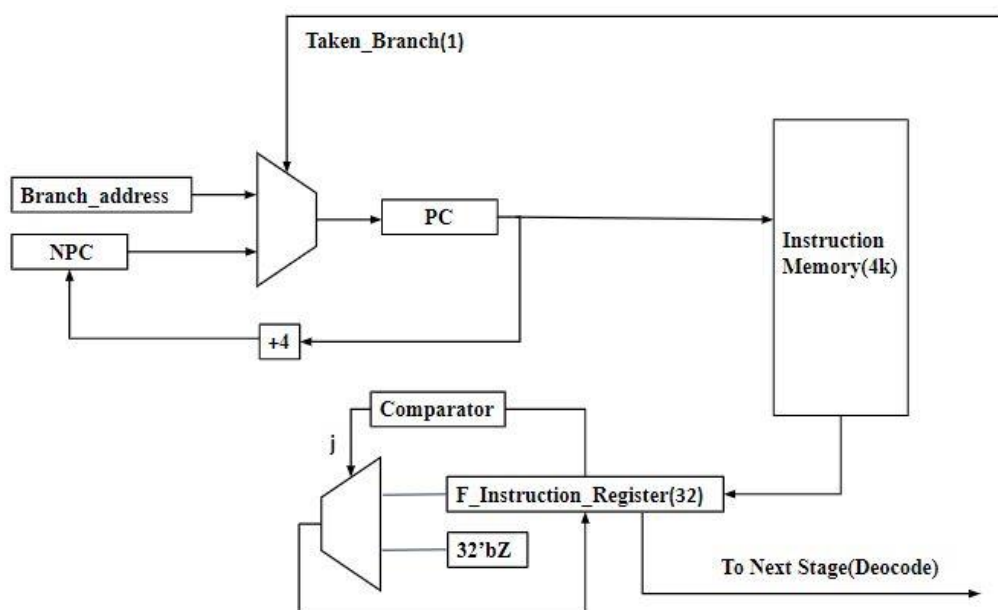 Taken_Branch(1)
Branch_address
NPC
PC
Instruction
Memory(4k)
+4
Comparator
j
F_Instruction_Register(32)
32'bZ
To Next Stage(Deocode)